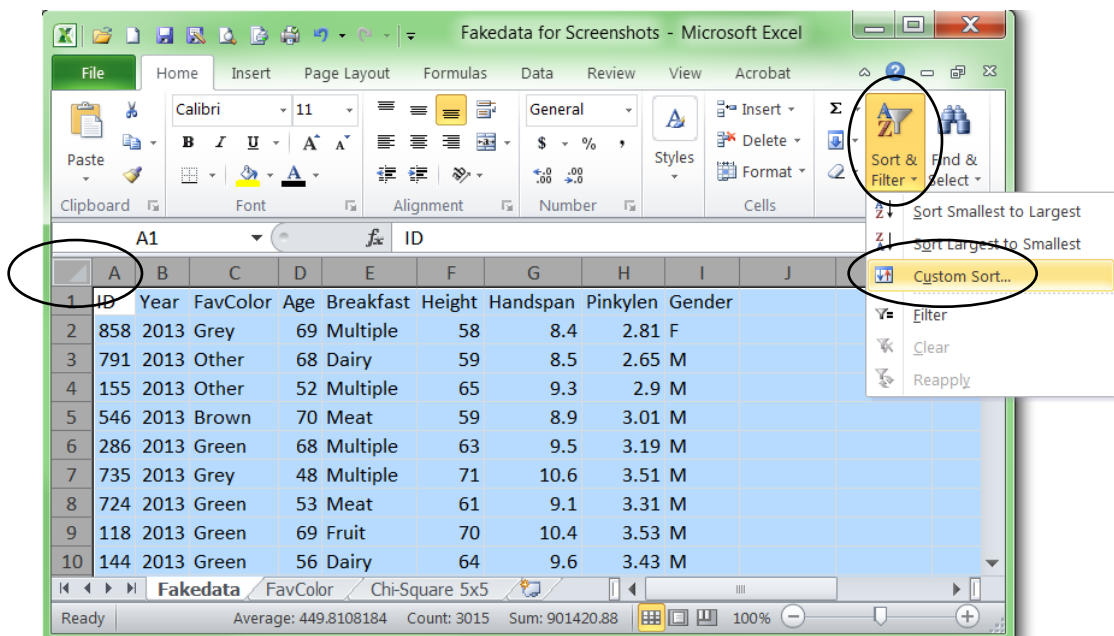 Fakedata for Screenshots - Microsoft Excel
File Home Insert Page Layout Formulas Data Review View Acrobat
Paste
Clipboard
Calibri 11
B I U A A
A
Font
Alignment
General
$ % ,
.0 .00 .00 .0
Number
A
Styles
Insert
Delete
Format
Cells
Σ
A Z
Sort & Filter
Find & Select
Sort Smallest to Largest
Sort Largest to Smallest
Custom Sort...
Filter
Clear
Reapply
A1 fx ID
A B C D E F G H I J
1 ID Year FavColor Age Breakfast Height Handspan Pinkylen Gender
2 858 2013 Grey 69 Multiple 58 8.4 2.81 F
3 791 2013 Other 68 Dairy 59 8.5 2.65 M
4 155 2013 Other 52 Multiple 65 9.3 2.9 M
5 546 2013 Brown 70 Meat 59 8.9 3.01 M
6 286 2013 Green 68 Multiple 63 9.5 3.19 M
7 735 2013 Grey 48 Multiple 71 10.6 3.51 M
8 724 2013 Green 53 Meat 61 9.1 3.31 M
9 118 2013 Green 69 Fruit 70 10.4 3.53 M
10 144 2013 Green 56 Dairy 64 9.6 3.43 M
Fakedata FavColor Chi-Square 5x5
Ready Average: 449.8108184 Count: 3015 Sum: 901420.88 100%